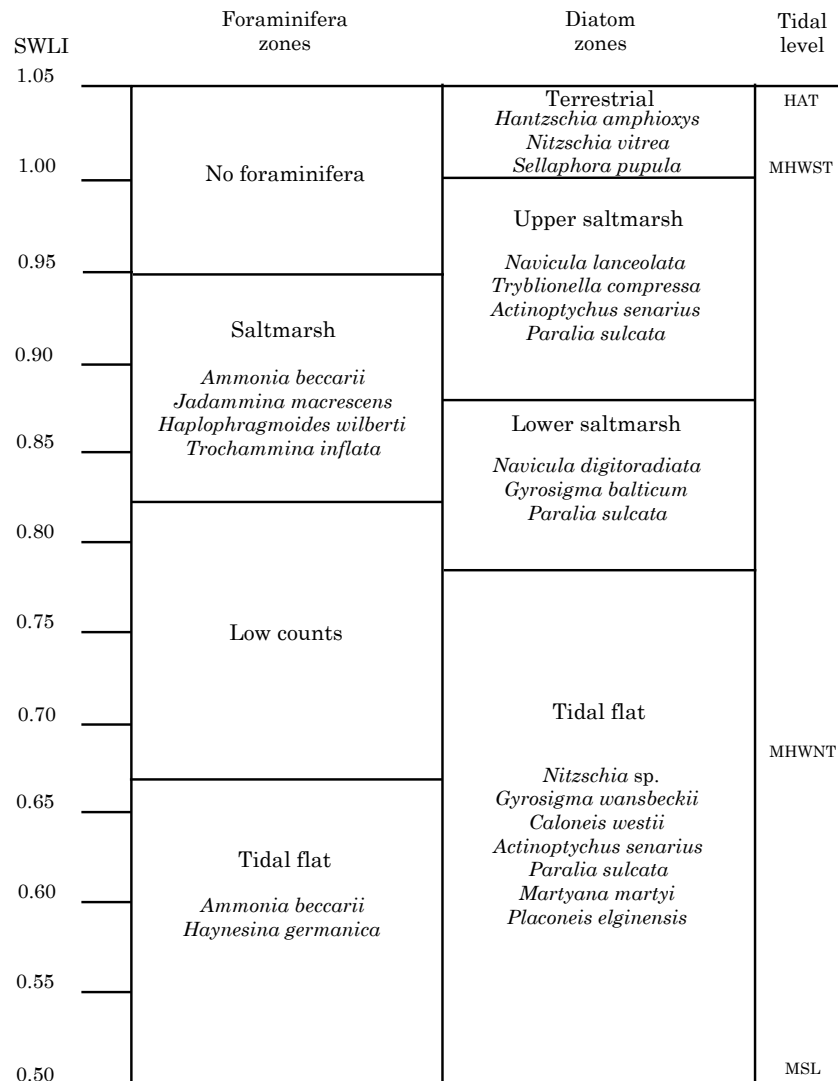 SWLI
Foraminifera
zones
Diatom
zones
Tidal
level
1.05
1.00
0.95
0.90
0.85
0.80
0.75
0.70
0.65
0.60
0.55
0.50
No foraminifera
Saltmarsh
Ammonia beccarii
Jadammina macrescens
Haplophragmoides wilberti
Trochammina inflata
Low counts
Tidal flat
Ammonia beccarii
Haynesina germanica
Terrestrial
Hantzschia amphioxys
Nitzschia vitrea
Sellaphora pupula
Upper saltmarsh
Navicula lanceolata
Tryblionella compressa
Actinoptychus senarius
Paralia sulcata
Lower saltmarsh
Navicula digitoradiata
Gyrosigma balticum
Paralia sulcata
Tidal flat
Nitzschia sp.
Gyrosigma wansbeckii
Caloneis westii
Actinoptychus senarius
Paralia sulcata
Martyana martyi
Placoneis elginensis
HAT
MHWST
MHWNT
MSL